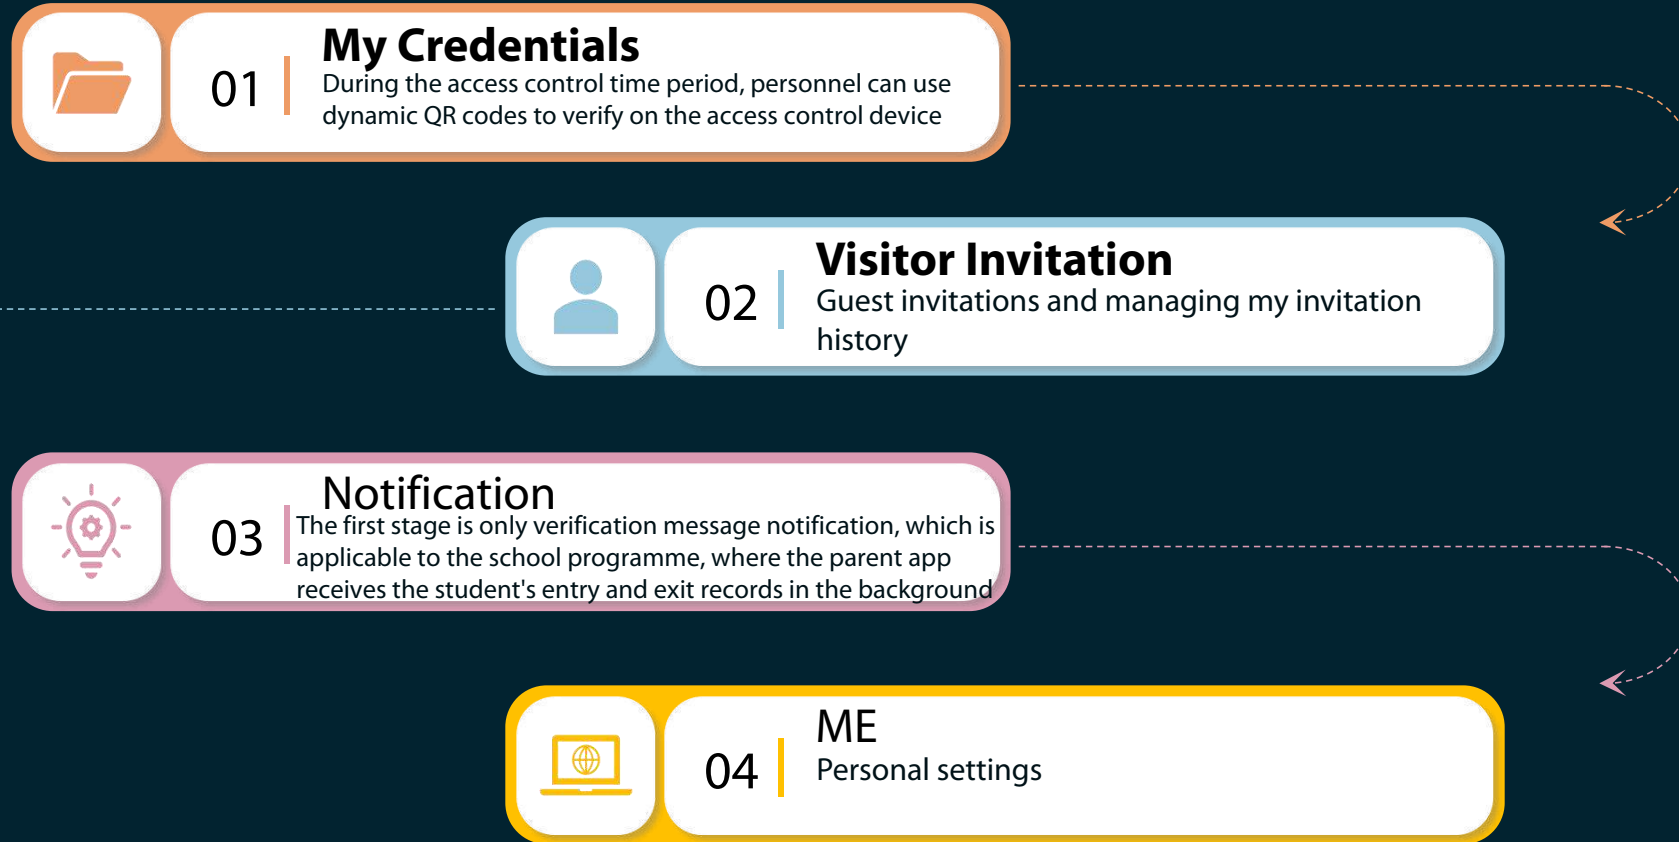 My Credentials
01
During the access control time period, personnel can use
dynamic QR codes to verify on the access control device
Visitor Invitation
02
Guest invitations and managing my invitation
history
Notification
03
The first stage is only verification message notification, which is
applicable to the school programme, where the parent app
receives the student's entry and exit records in the background
ME
04
Personal settings